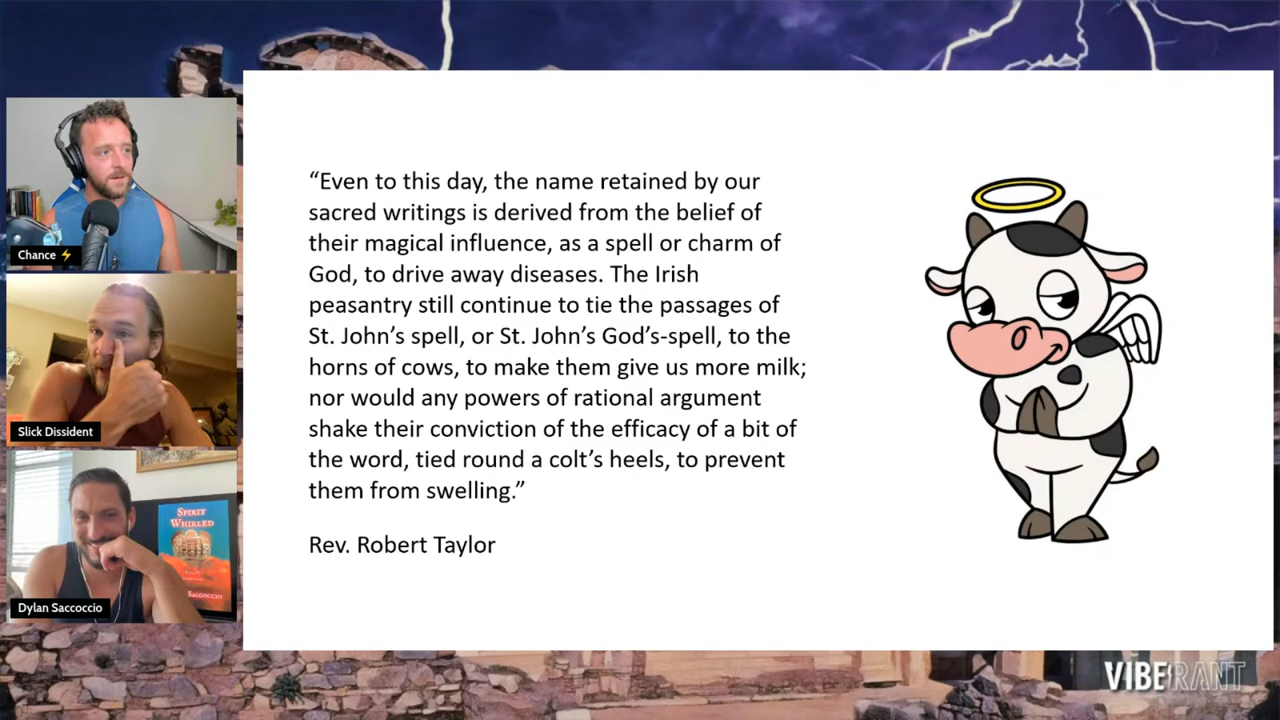 Chance ⚡
Slick Dissident
SPIRIT
WHIRLED
SACCOCCIO
Dylan Saccoccio
“Even to this day, the name retained by our
sacred writings is derived from the belief of
their magical influence, as a spell or charm of
God, to drive away diseases. The Irish
peasantry still continue to tie the passages of
St. John’s spell, or St. John’s God’s-spell, to the
horns of cows, to make them give us more milk;
nor would any powers of rational argument
shake their conviction of the efficacy of a bit of
the word, tied round a colt’s heels, to prevent
them from swelling.”
Rev. Robert Taylor
VIBERANT